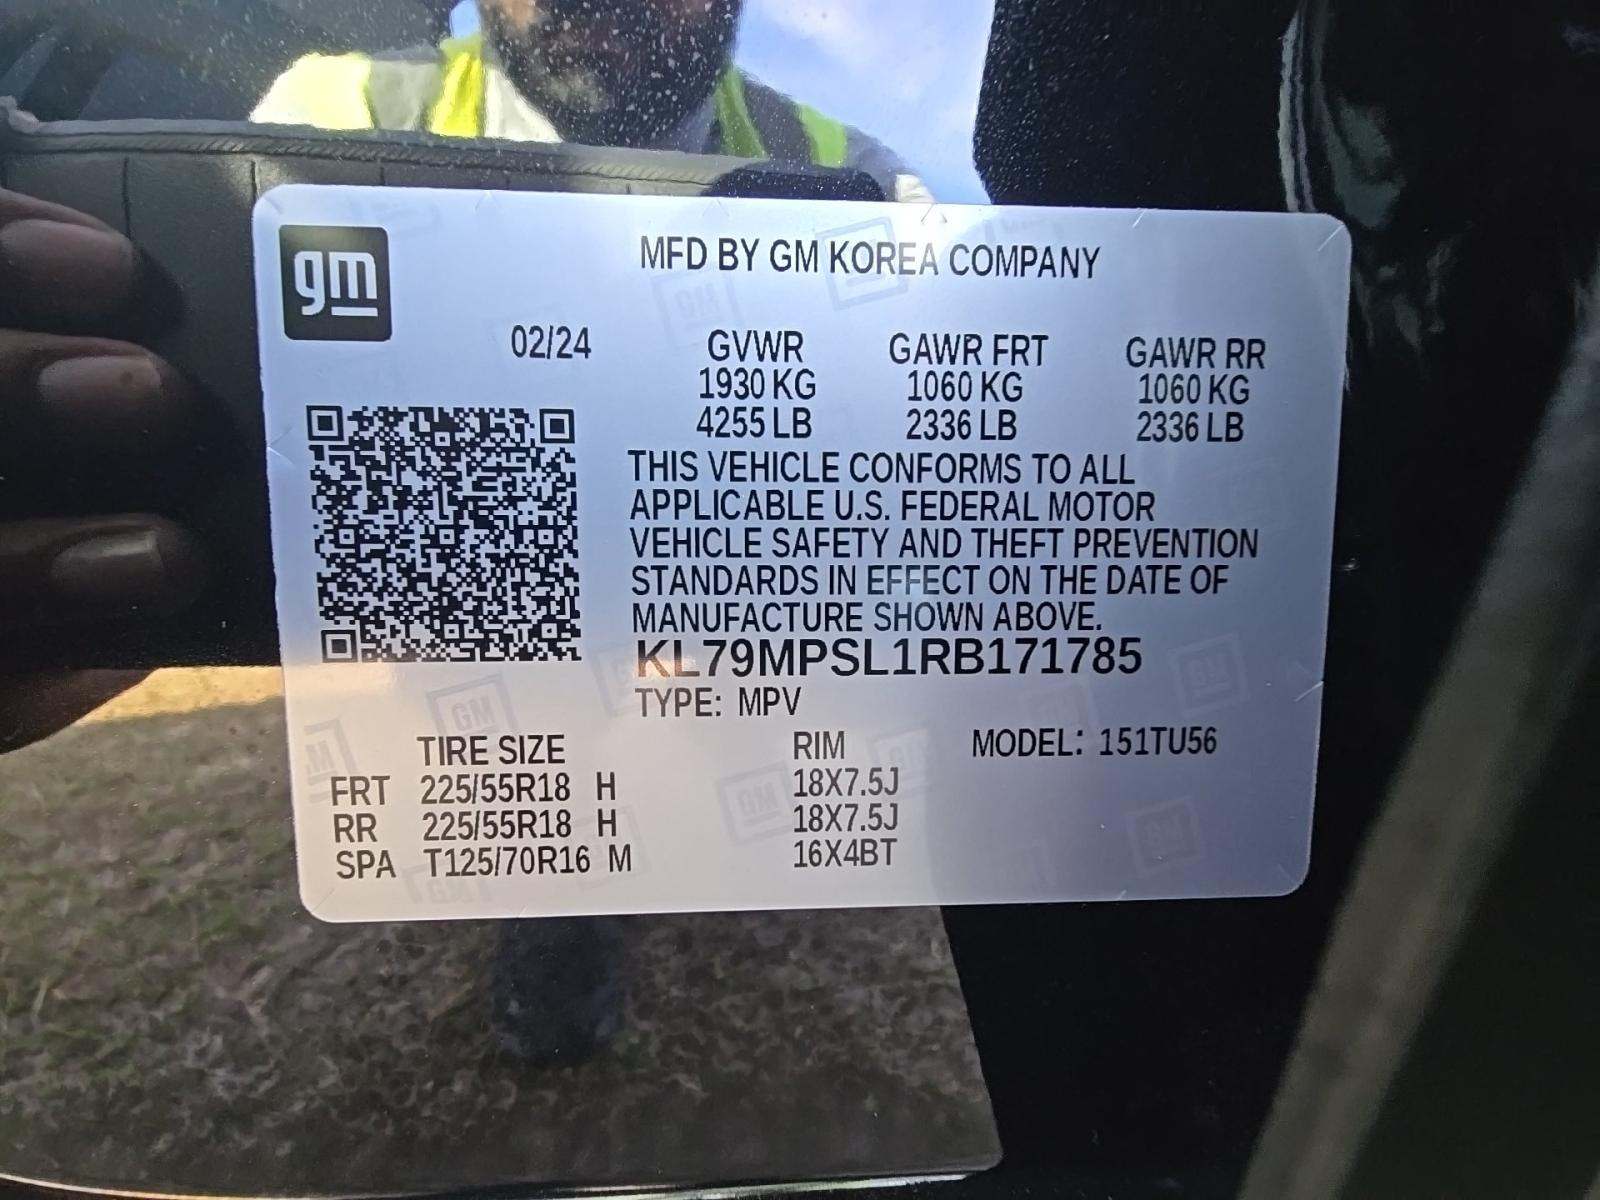 gm
MFD BY GM KOREA COMPANY
02/24 GVWR GAWR FRT GAWR RR
1930 KG 1060 KG 1060 KG
4255 LB 2336 LB 2336 LB
THIS VEHICLE CONFORMS TO ALL
APPLICABLE U.S. FEDERAL MOTOR
VEHICLE SAFETY AND THEFT PREVENTION
STANDARDS IN EFFECT ON THE DATE OF
MANUFACTURE SHOWN ABOVE.
KL79MPSL1RB171785
TYPE: MPV
TIRE SIZE RIM MODEL: 151TU56
FRT 225/55R18 H 18X7.5J
RR 225/55R18 H 18X7.5J
SPA T125/70R16 M 16X4BT